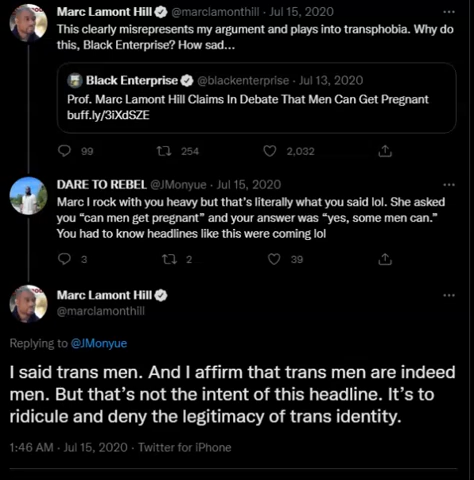 Marc Lamont Hill @marclamonthill · Jul 15, 2020
This clearly misrepresents my argument and plays into transphobia. Why do
this, Black Enterprise? How sad...
Black Enterprise @blackenterprise · Jul 13, 2020
Prof. Marc Lamont Hill Claims In Debate That Men Can Get Pregnant
buff.ly/3iXdSZE
99 254 2,032
DARE TO REBEL @JMonyue · Jul 15, 2020
Marc I rock with you heavy but that's literally what you said lol. She asked
you “can men get pregnant” and your answer was “yes, some men can.”
You had to know headlines like this were coming lol
3 2 39
Marc Lamont Hill
@marclamonthill
Replying to @JMonyue
I said trans men. And I affirm that trans men are indeed
men. But that's not the intent of this headline. It's to
ridicule and deny the legitimacy of trans identity.
1:46 AM · Jul 15, 2020 · Twitter for iPhone